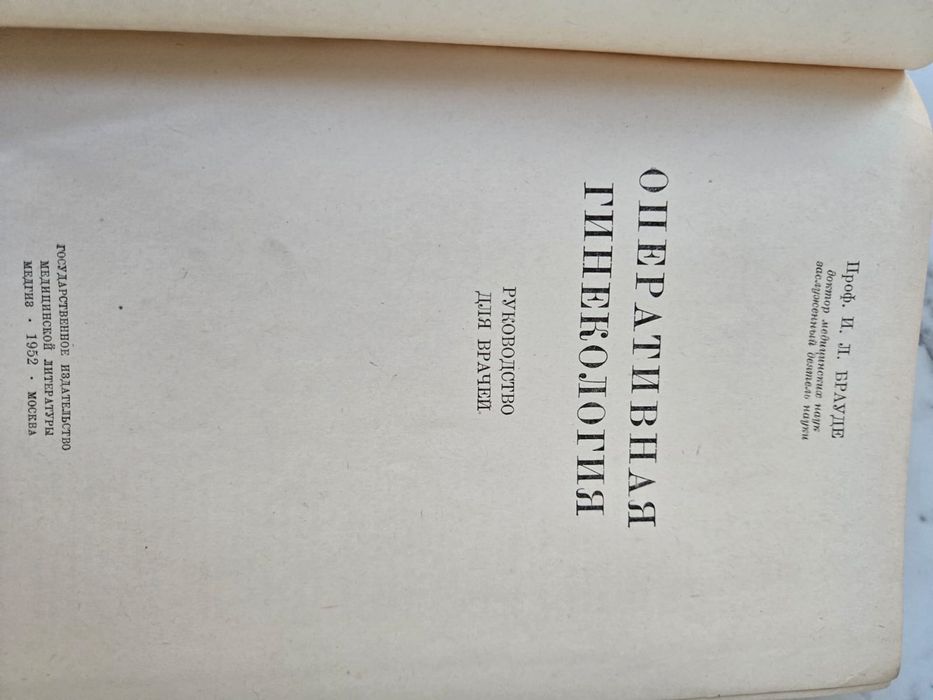 Проф. И. Л. БРАУДЕ
доктор медицинских наук
заслуженный деятель науки
ОПЕРАТИВНАЯ
ГИНЕКОЛОГИЯ
РУКОВОДСТВО
ДЛЯ ВРАЧЕЙ
ГОСУДАРСТВЕННОЕ ИЗДАТЕЛЬСТВО
МЕДИЦИНСКОЙ ЛИТЕРАТУРЫ
МЕДГИЗ · 1952 · МОСКВА